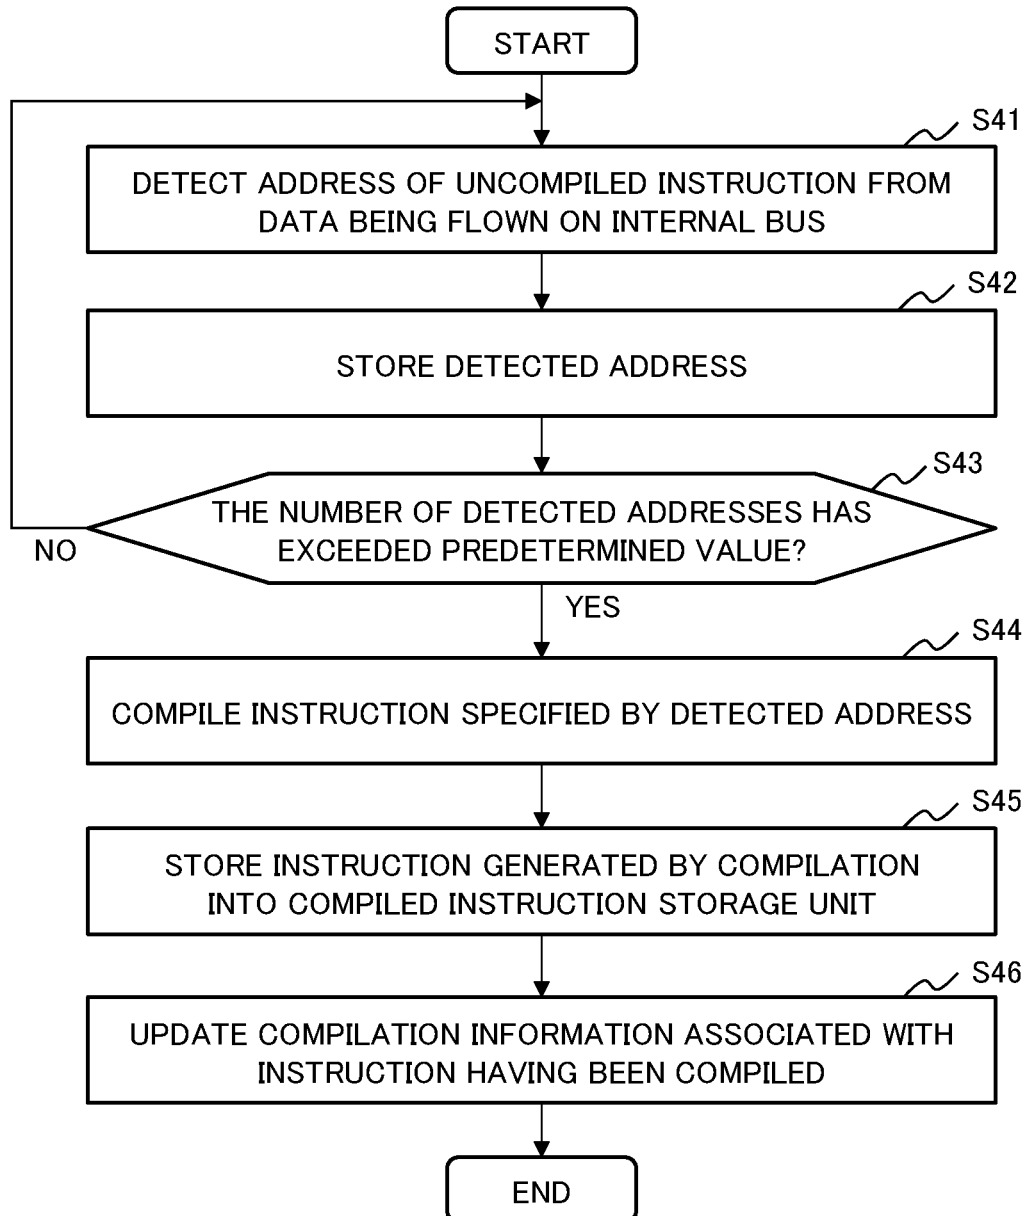 START
S41
DETECT ADDRESS OF UNCOMPILED INSTRUCTION FROM
DATA BEING FLOWN ON INTERNAL BUS
S42
STORE DETECTED ADDRESS
S43
THE NUMBER OF DETECTED ADDRESSES HAS
EXCEEDED PREDETERMINED VALUE?
NO
YES
S44
COMPILE INSTRUCTION SPECIFIED BY DETECTED ADDRESS
S45
STORE INSTRUCTION GENERATED BY COMPILATION
INTO COMPILED INSTRUCTION STORAGE UNIT
S46
UPDATE COMPILATION INFORMATION ASSOCIATED WITH
INSTRUCTION HAVING BEEN COMPILED
END